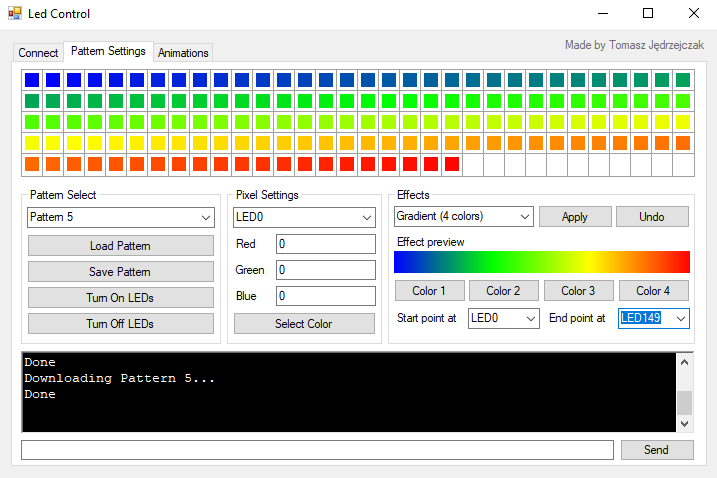 Led Control
Connect
Pattern Settings
Animations
Made by Tomasz Jędrzejczak
Pattern Select
Pattern 5
Load Pattern
Save Pattern
Turn On LEDs
Turn Off LEDs
Pixel Settings
LED0
Red 0
Green 0
Blue 0
Select Color
Effects
Gradient (4 colors)
Apply
Undo
Effect preview
Color 1
Color 2
Color 3
Color 4
Start point at LED0
End point at LED149
Done
Downloading Pattern 5...
Done
Send